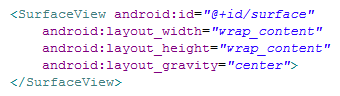 <SurfaceView android:id="@+id/surface"
android:layout_width="wrap_content"
android:layout_height="wrap_content"
android:layout_gravity="center">
</SurfaceView>